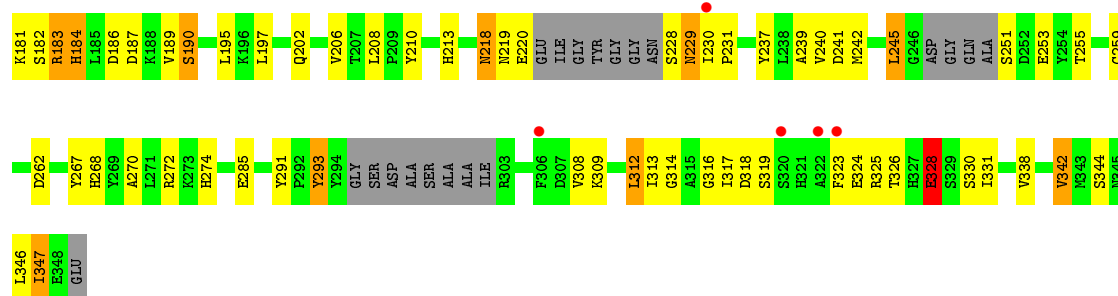 K181 S182 R183 H184 L185 D186 D187 K188 V189 S190 L195 K196 L197 Q202 V206 T207 L208 P209 Y210 H213 N218 N219 E220 GLU ILE GLY TYR GLY GLY ASN S228 N229 I230 P231 Y237 L238 A239 V240 D241 M242 L245 G246 ASP GLY GLN ALA S251 D252 E253 Y254 T255 G259
D262 Y267 H268 Y269 A270 L271 R272 K273 H274 E285 Y291 P292 Y293 Y294 GLY SER ASP ALA SER ALA ALA ILE R303 F306 D307 V308 K309 L312 I313 G314 A315 G316 I317 D318 S319 S320 H321 A322 F323 E324 R325 T326 H327 E328 S329 S330 I331 V338 V342 M343 S344 N345
L346 I347 E348 GLU